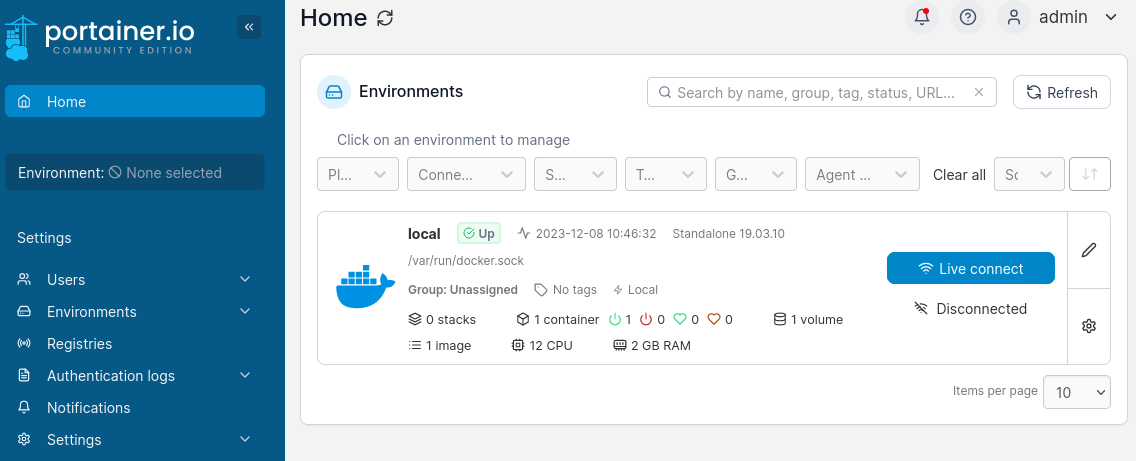 portainer.io
COMMUNITY EDITION
Home
Environment: None selected
Settings
Users
Environments
Registries
Authentication logs
Notifications
Settings
Home
admin
Environments
Search by name, group, tag, status, URL...
Refresh
Click on an environment to manage
Pl... Conne... S... T... G... Agent ... Clear all So
local Up 2023-12-08 10:46:32 Standalone 19.03.10
/var/run/docker.sock
Group: Unassigned No tags Local
0 stacks 1 container 1 0 0 0 1 volume
1 image 12 CPU 2 GB RAM
Live connect
Disconnected
Items per page 10